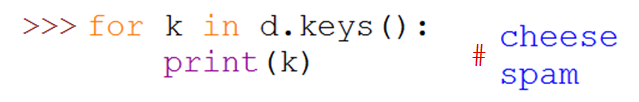 >>> for k in d.keys():
print(k)
# cheese
spam